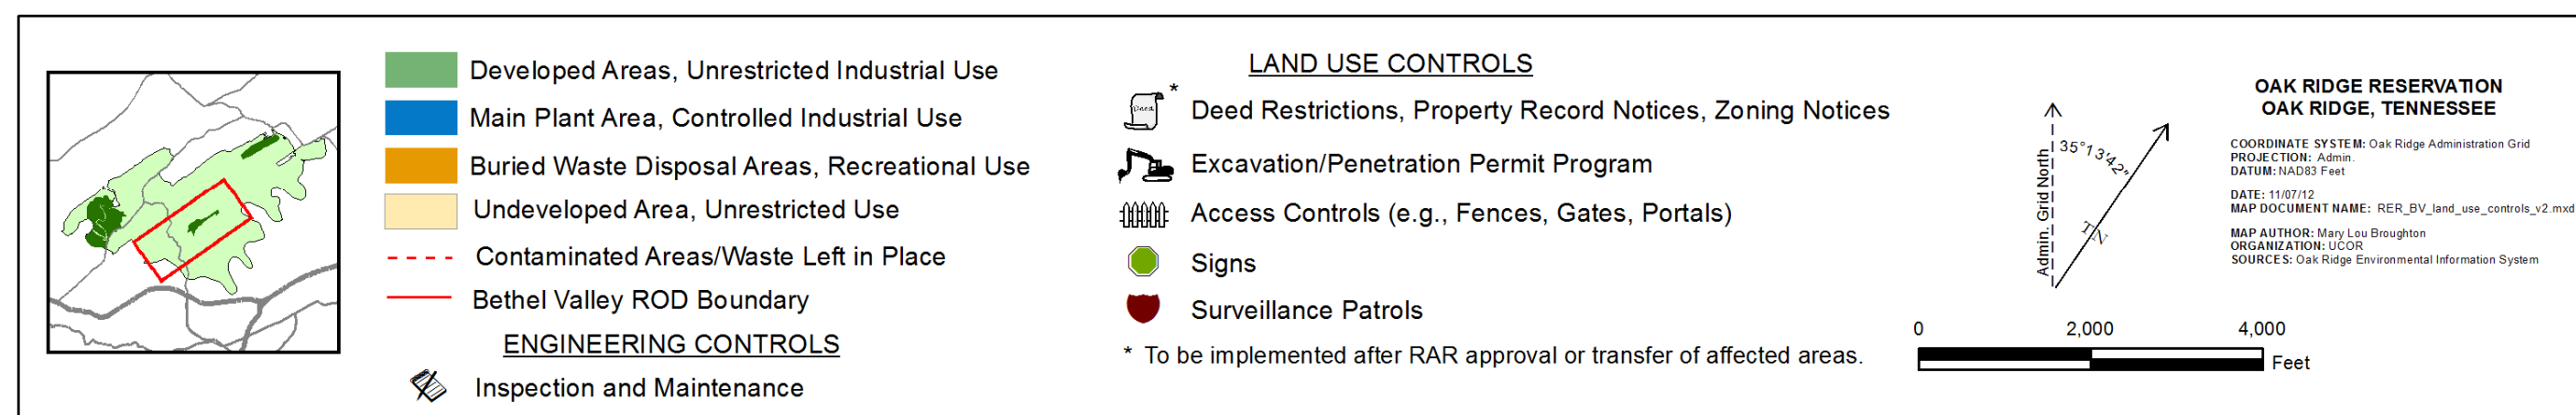 Developed Areas, Unrestricted Industrial Use
Main Plant Area, Controlled Industrial Use
Buried Waste Disposal Areas, Recreational Use
Undeveloped Area, Unrestricted Use
Contaminated Areas/Waste Left in Place
Bethel Valley ROD Boundary
ENGINEERING CONTROLS
Inspection and Maintenance
LAND USE CONTROLS
Deed
*
Deed Restrictions, Property Record Notices, Zoning Notices
Excavation/Penetration Permit Program
Access Controls (e.g., Fences, Gates, Portals)
Signs
Surveillance Patrols
* To be implemented after RAR approval or transfer of affected areas.
Admin. Grid North
35°13'42"
TN
0 2,000 4,000
Feet
OAK RIDGE RESERVATION
OAK RIDGE, TENNESSEE
COORDINATE SYSTEM: Oak Ridge Administration Grid
PROJECTION: Admin.
DATUM: NAD83 Feet
DATE: 11/07/12
MAP DOCUMENT NAME: RER_BV_land_use_controls_v2.mxd
MAP AUTHOR: Mary Lou Broughton
ORGANIZATION: UCOR
SOURCES: Oak Ridge Environmental Information System